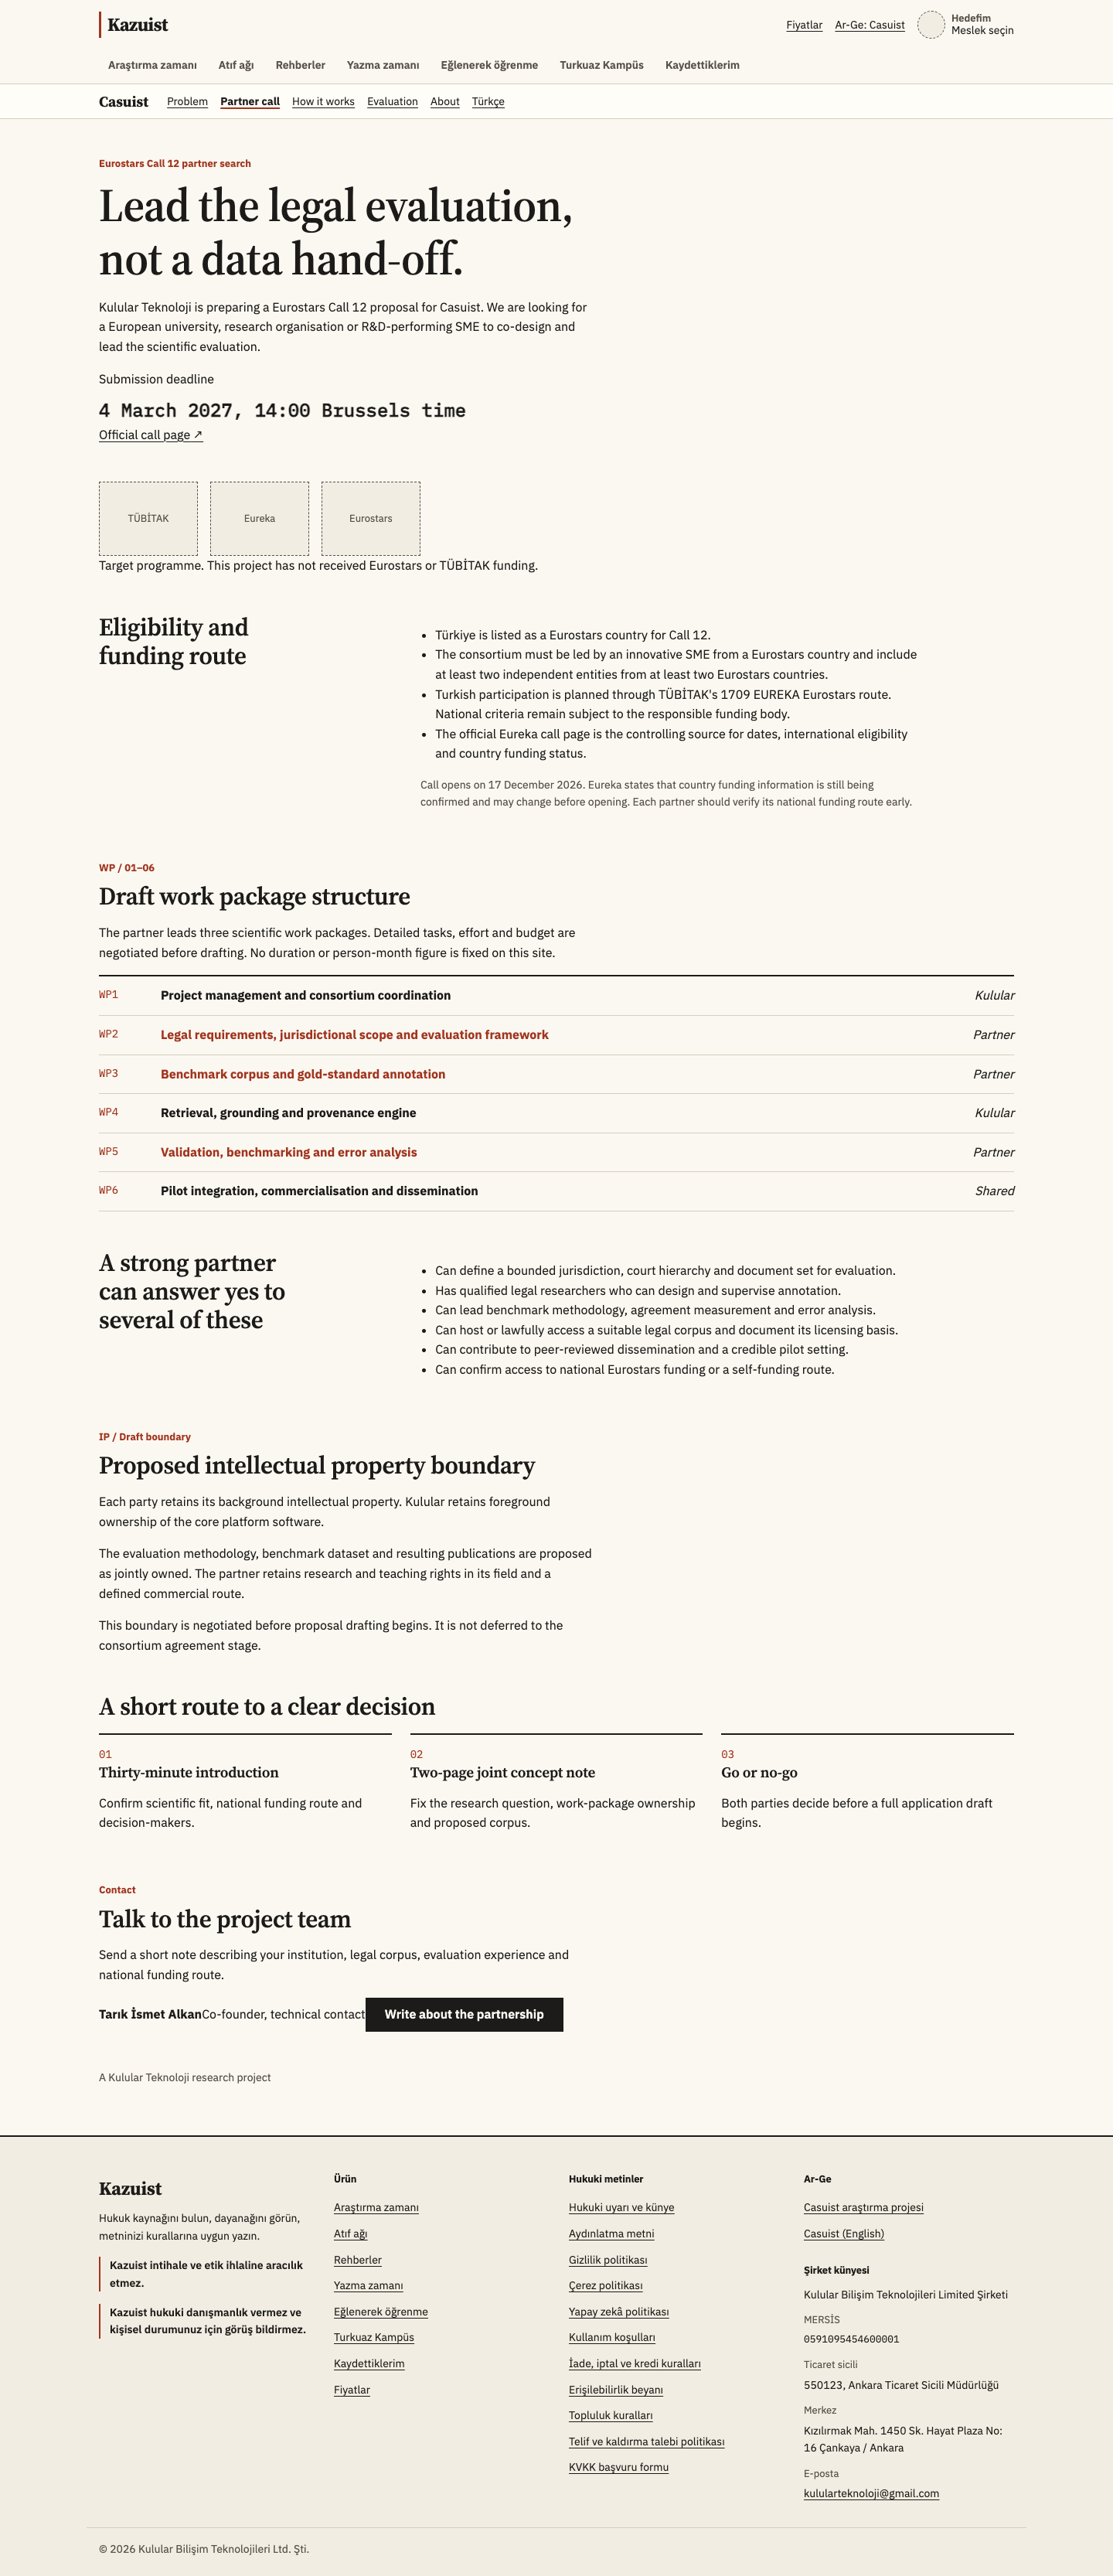 Kazuist
Fiyatlar
Ar-Ge: Casuist
Hedefim
Meslek seçin
Araştırma zamanı
Atıf ağı
Rehberler
Yazma zamanı
Eğlenerek öğrenme
Turkuaz Kampüs
Kaydettiklerim
Casuist
Problem
Partner call
How it works
Evaluation
About
Türkçe
Eurostars Call 12 partner search
Lead the legal evaluation,
not a data hand-off.
Kulular Teknoloji is preparing a Eurostars Call 12 proposal for Casuist. We are looking for
a European university, research organisation or R&D-performing SME to co-design and
lead the scientific evaluation.
Submission deadline
4 March 2027, 14:00 Brussels time
Official call page ↗
TÜBİTAK
Eureka
Eurostars
Target programme. This project has not received Eurostars or TÜBİTAK funding.
Eligibility and
funding route
• Türkiye is listed as a Eurostars country for Call 12.
• The consortium must be led by an innovative SME from a Eurostars country and include
at least two independent entities from at least two Eurostars countries.
• Turkish participation is planned through TÜBİTAK's 1709 EUREKA Eurostars route.
National criteria remain subject to the responsible funding body.
• The official Eureka call page is the controlling source for dates, international eligibility
and country funding status.
Call opens on 17 December 2026. Eureka states that country funding information is still being
confirmed and may change before opening. Each partner should verify its national funding route early.
WP / 01–06
Draft work package structure
The partner leads three scientific work packages. Detailed tasks, effort and budget are
negotiated before drafting. No duration or person-month figure is fixed on this site.
WP1 Project management and consortium coordination Kulular
WP2 Legal requirements, jurisdictional scope and evaluation framework Partner
WP3 Benchmark corpus and gold-standard annotation Partner
WP4 Retrieval, grounding and provenance engine Kulular
WP5 Validation, benchmarking and error analysis Partner
WP6 Pilot integration, commercialisation and dissemination Shared
A strong partner
can answer yes to
several of these
• Can define a bounded jurisdiction, court hierarchy and document set for evaluation.
• Has qualified legal researchers who can design and supervise annotation.
• Can lead benchmark methodology, agreement measurement and error analysis.
• Can host or lawfully access a suitable legal corpus and document its licensing basis.
• Can contribute to peer-reviewed dissemination and a credible pilot setting.
• Can confirm access to national Eurostars funding or a self-funding route.
IP / Draft boundary
Proposed intellectual property boundary
Each party retains its background intellectual property. Kulular retains foreground
ownership of the core platform software.
The evaluation methodology, benchmark dataset and resulting publications are proposed
as jointly owned. The partner retains research and teaching rights in its field and a
defined commercial route.
This boundary is negotiated before proposal drafting begins. It is not deferred to the
consortium agreement stage.
A short route to a clear decision
01
Thirty-minute introduction
Confirm scientific fit, national funding route and
decision-makers.
02
Two-page joint concept note
Fix the research question, work-package ownership
and proposed corpus.
03
Go or no-go
Both parties decide before a full application draft
begins.
Contact
Talk to the project team
Send a short note describing your institution, legal corpus, evaluation experience and
national funding route.
Tarık İsmet AlkanCo-founder, technical contact
Write about the partnership
A Kulular Teknoloji research project
Kazuist
Hukuk kaynağını bulun, dayanağını görün,
metninizi kurallarına uygun yazın.
Kazuist intihale ve etik ihlaline aracılık
etmez.
Kazuist hukuki danışmanlık vermez ve
kişisel durumunuz için görüş bildirmez.
Ürün
Araştırma zamanı
Atıf ağı
Rehberler
Yazma zamanı
Eğlenerek öğrenme
Turkuaz Kampüs
Kaydettiklerim
Fiyatlar
Hukuki metinler
Hukuki uyarı ve künye
Aydınlatma metni
Gizlilik politikası
Çerez politikası
Yapay zekâ politikası
Kullanım koşulları
İade, iptal ve kredi kuralları
Erişilebilirlik beyanı
Topluluk kuralları
Telif ve kaldırma talebi politikası
KVKK başvuru formu
Ar-Ge
Casuist araştırma projesi
Casuist (English)
Şirket künyesi
Kulular Bilişim Teknolojileri Limited Şirketi
MERSİS
0591095454600001
Ticaret sicili
550123, Ankara Ticaret Sicili Müdürlüğü
Merkez
Kızılırmak Mah. 1450 Sk. Hayat Plaza No:
16 Çankaya / Ankara
E-posta
kulularteknoloji@gmail.com
© 2026 Kulular Bilişim Teknolojileri Ltd. Şti.